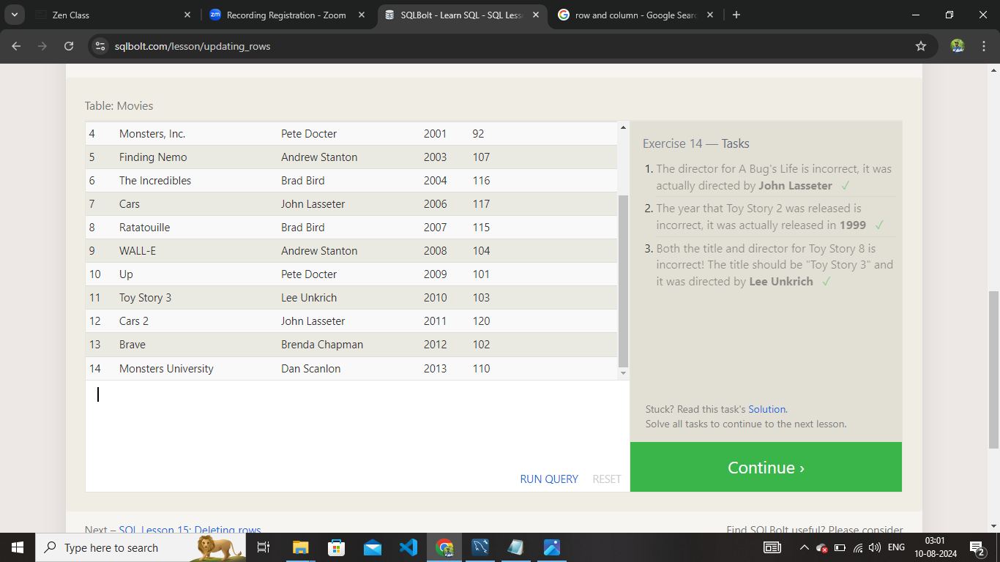 Zen Class
Recording Registration - Zoom
SQLBolt - Learn SQL - SQL Less
row and column - Google Searc
sqlbolt.com/lesson/updating_rows
Table: Movies
4 Monsters, Inc. Pete Docter 2001 92
5 Finding Nemo Andrew Stanton 2003 107
6 The Incredibles Brad Bird 2004 116
7 Cars John Lasseter 2006 117
8 Ratatouille Brad Bird 2007 115
9 WALL-E Andrew Stanton 2008 104
10 Up Pete Docter 2009 101
11 Toy Story 3 Lee Unkrich 2010 103
12 Cars 2 John Lasseter 2011 120
13 Brave Brenda Chapman 2012 102
14 Monsters University Dan Scanlon 2013 110
RUN QUERY RESET
Exercise 14 — Tasks
1. The director for A Bug's Life is incorrect, it was
actually directed by John Lasseter ✓
2. The year that Toy Story 2 was released is
incorrect, it was actually released in 1999 ✓
3. Both the title and director for Toy Story 8 is
incorrect! The title should be "Toy Story 3" and
it was directed by Lee Unkrich ✓
Stuck? Read this task's Solution.
Solve all tasks to continue to the next lesson.
Continue ›
Next – SQL Lesson 15: Deleting rows
Find SQLBolt useful? Please consider
Type here to search
ENG
03:01
10-08-2024
2